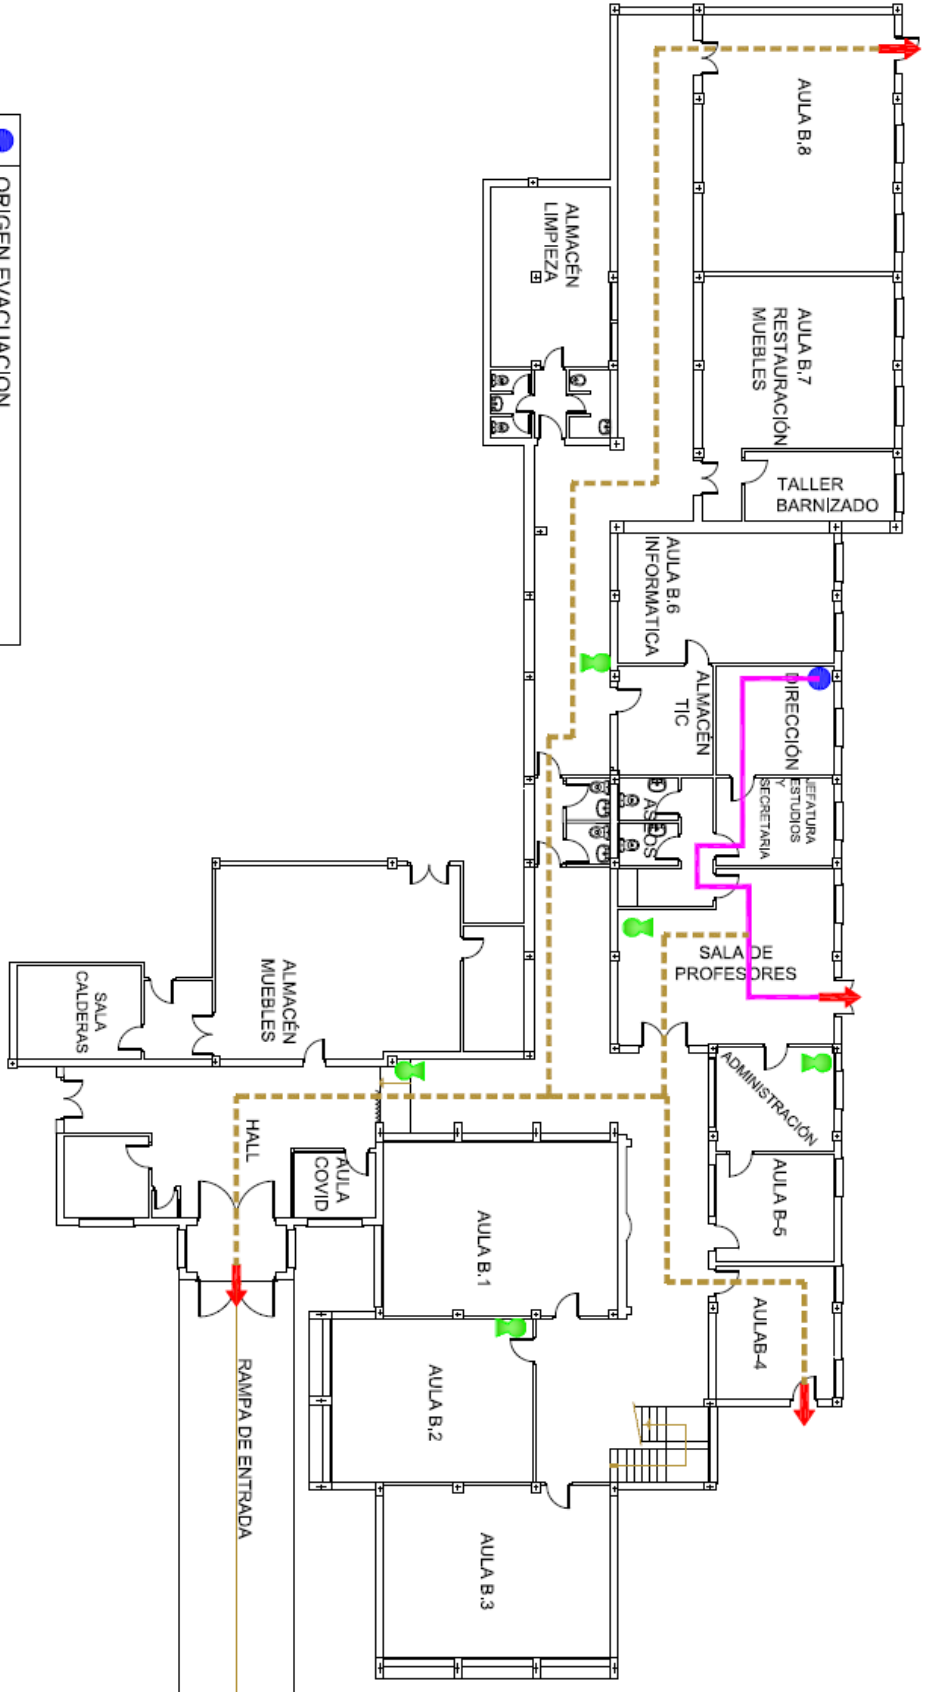 AULA B,8
ALMACÉN
LIMPIEZA
AULA B,7
RESTAURACIÓN
MUEBLES
TALLER
BARNIZADO
ORIGEN EVACUACION
AULA B.6
INFORMATICA
ALMACÉN
TIC
DIRECCIÓN
JEFATURA
ESTUDIOS
Y
SECRETARIA
ASEOS
SALA DE
PROFESORES
ALMACÉN
MUEBLES
SALA
CALDERAS
ADMINISTRACIÓN
HALL
AULA
COVID
AULA B-5
AULA B.1
AULAB-4
AULA B,2
RAMPA DE ENTRADA
AULA B.3